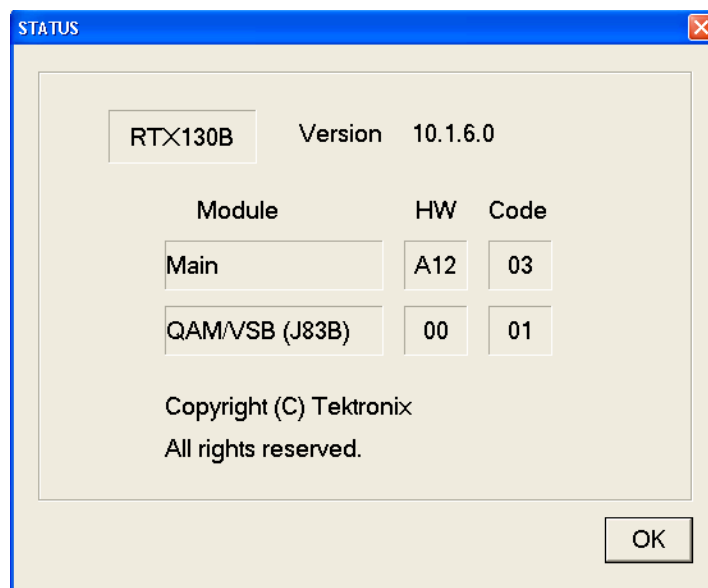 STATUS
RTX130B Version 10.1.6.0
Module HW Code
Main A12 03
QAM/VSB (J83B) 00 01
Copyright (C) Tektronix
All rights reserved.
OK